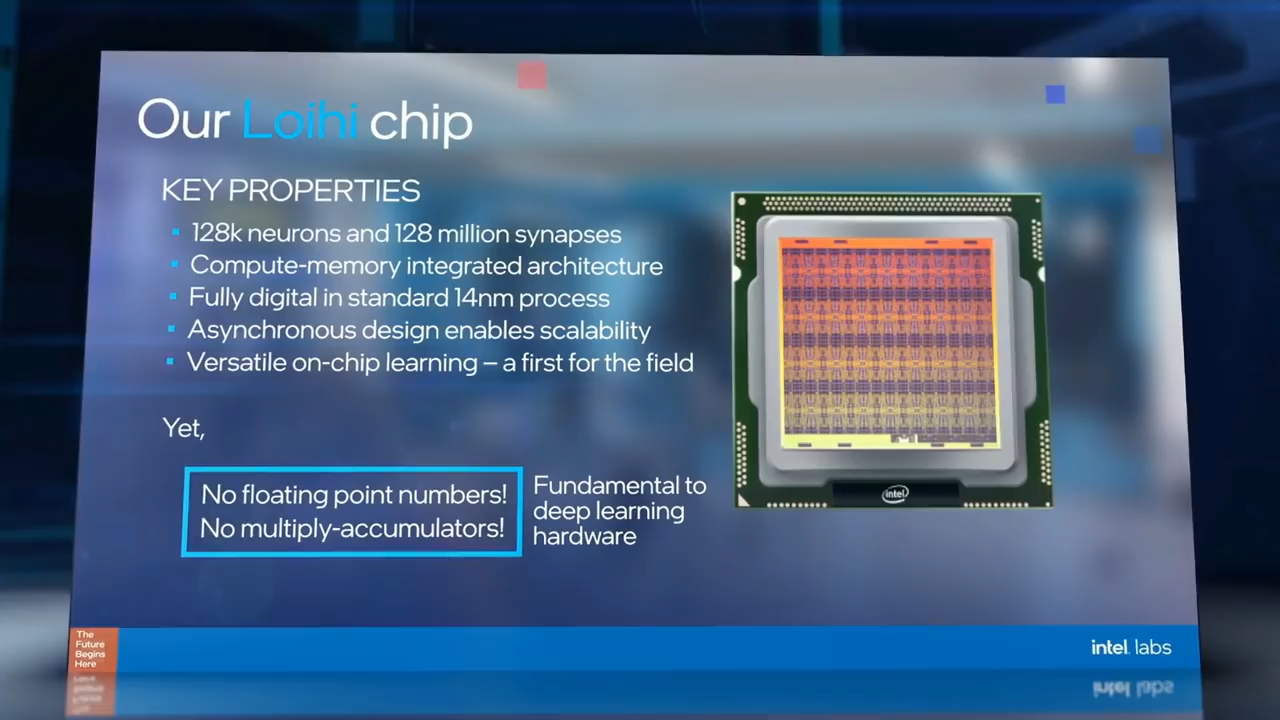 Our Loihi chip
KEY PROPERTIES
▪ 128k neurons and 128 million synapses
▪ Compute-memory integrated architecture
▪ Fully digital in standard 14nm process
▪ Asynchronous design enables scalability
▪ Versatile on-chip learning – a first for the field
Yet,
No floating point numbers!
No multiply-accumulators!
Fundamental to
deep learning
hardware
intel
The
Future
Begins
Here
intel. labs